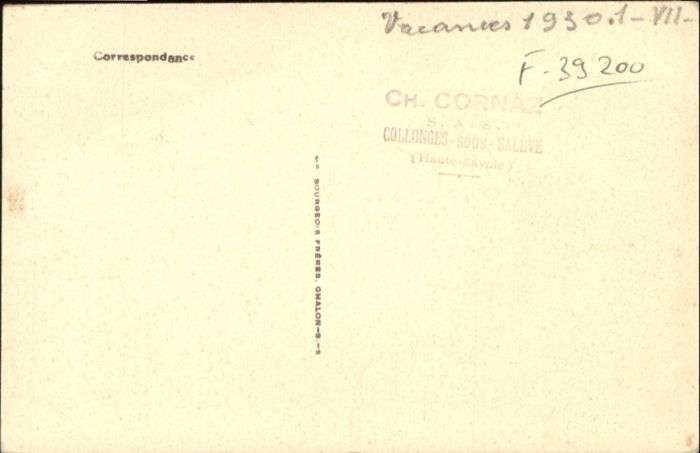 Vacances 1930.1-VII-
F-39200
Correspondance
CH. CORNAZ
S. A. S.
COLLONGES-SOUS-SALÈVE
(Haute-Savoie)
BOURGEOIS FRÈRES, CHALON-S.-S